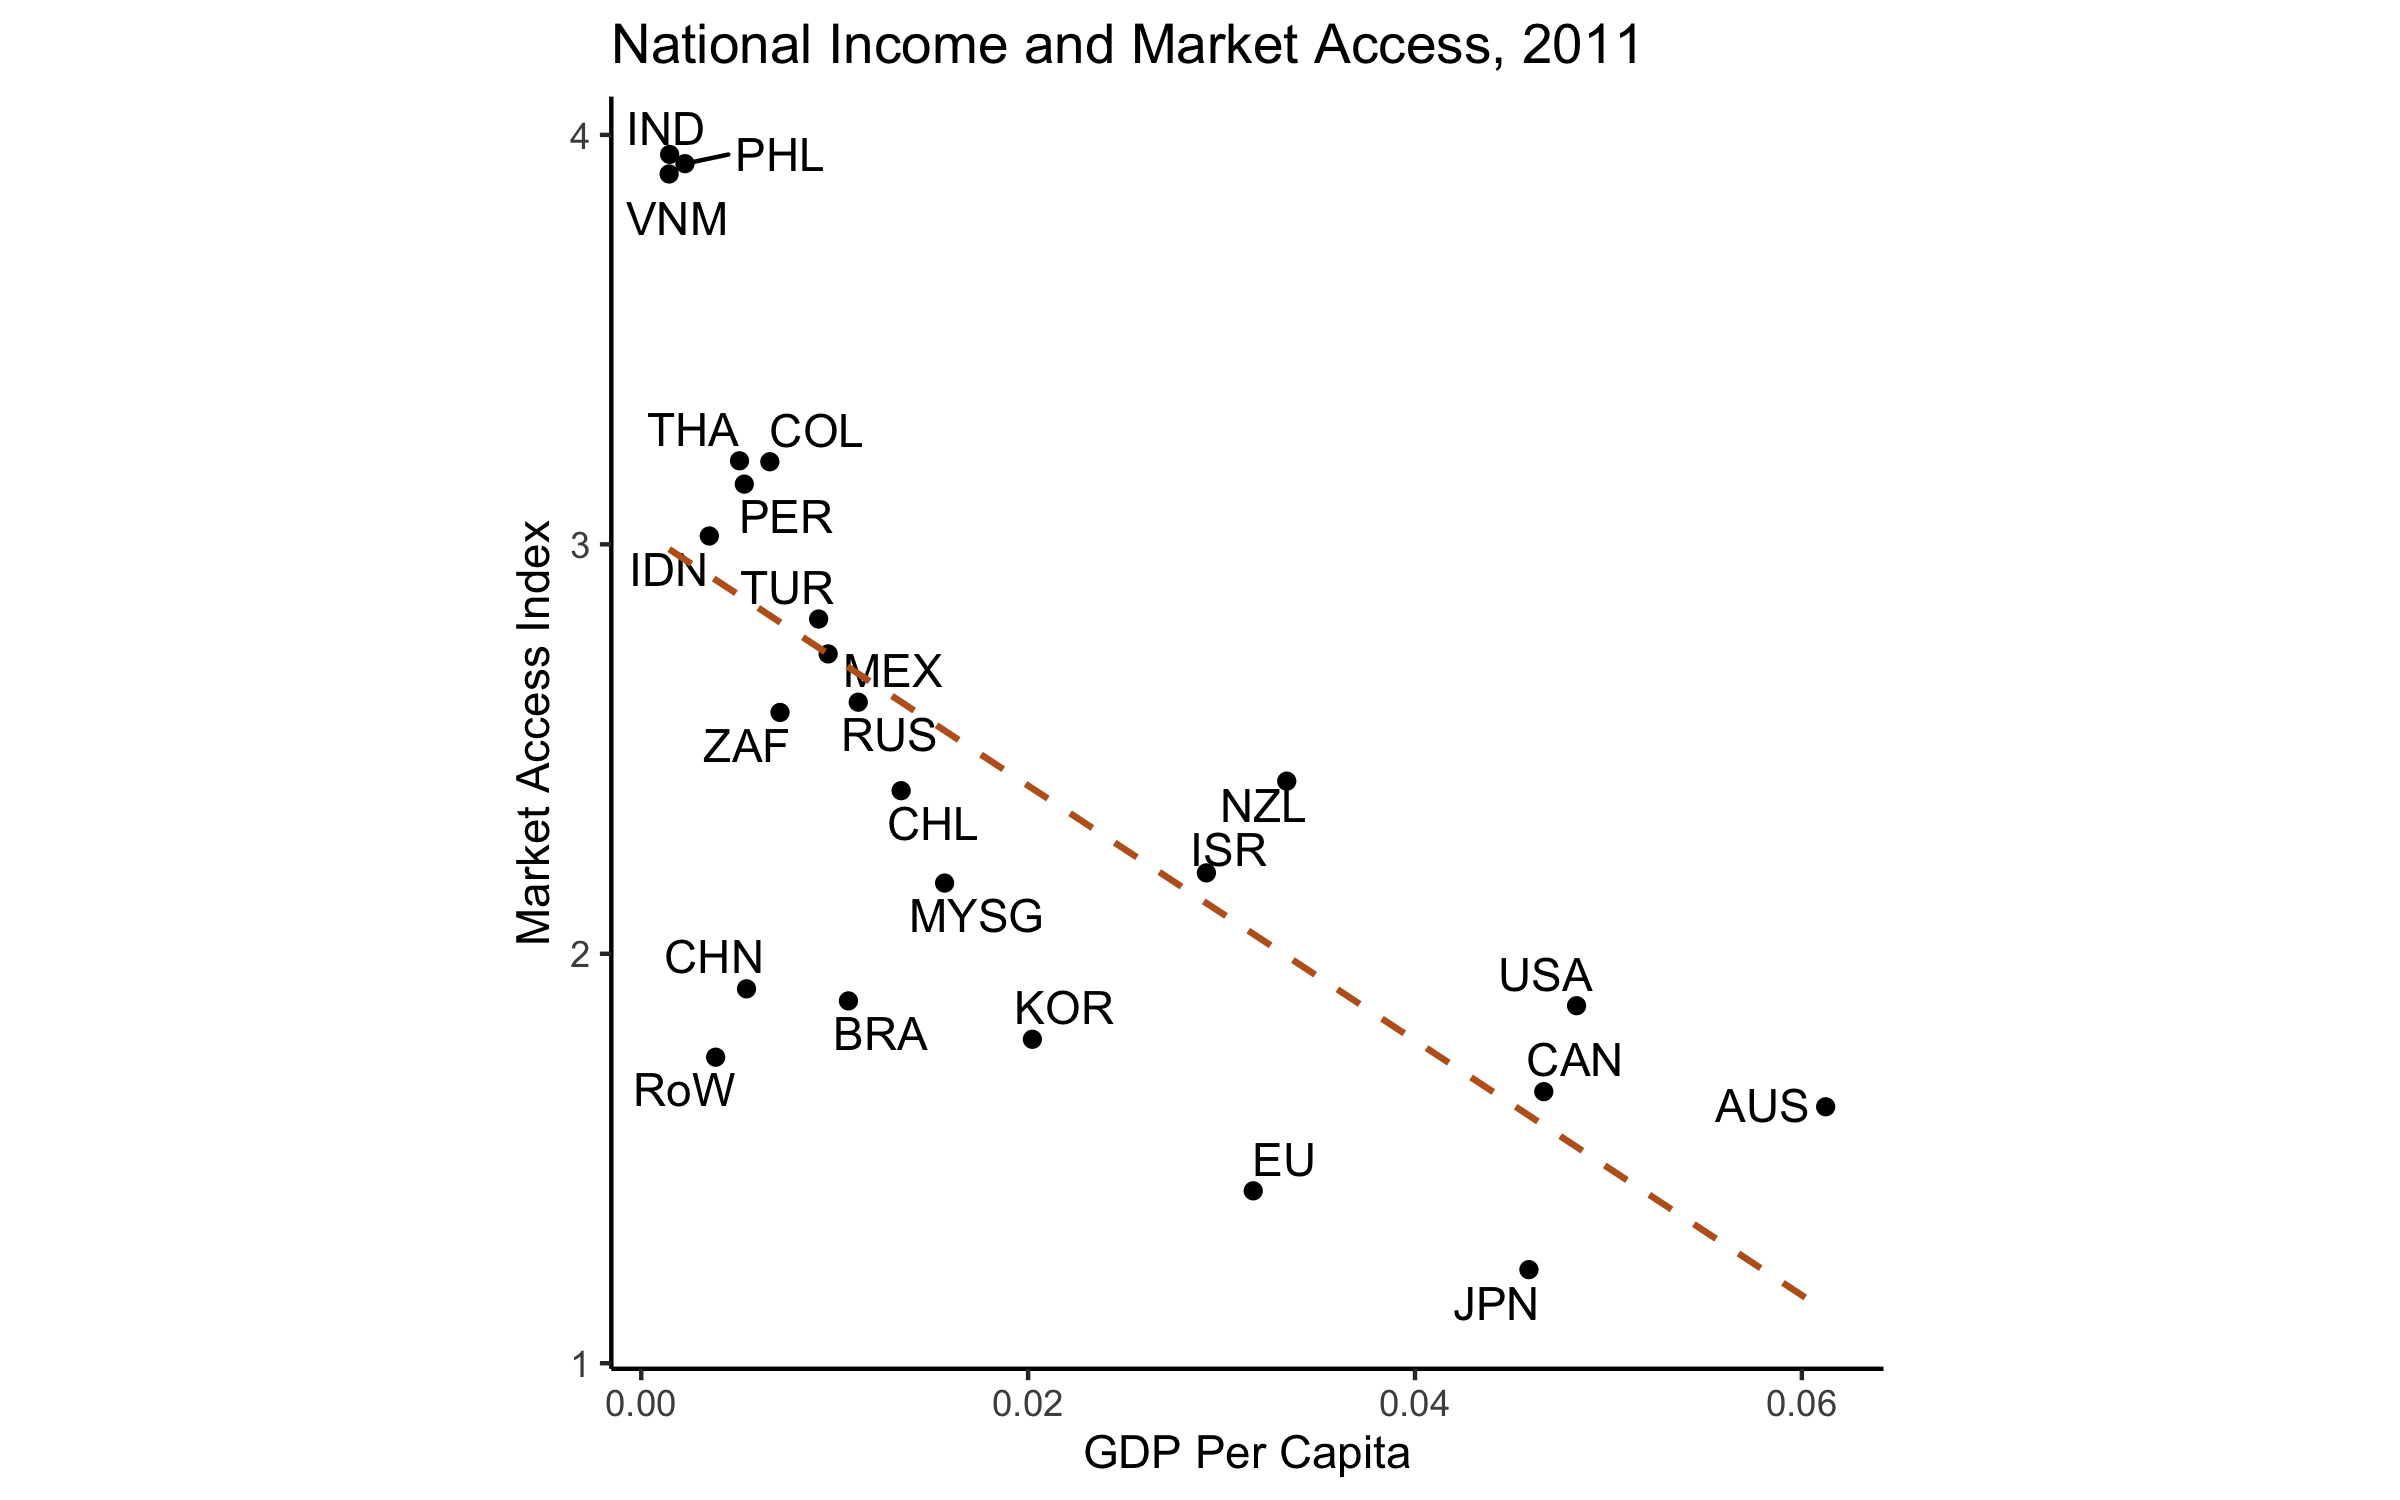 National Income and Market Access, 2011
Market Access Index
4
3
2
1
IND
PHL
VNM
THA
COL
PER
IDN
TUR
MEX
RUS
ZAF
CHL
NZL
ISR
MYSG
CHN
USA
KOR
BRA
CAN
RoW
AUS
EU
JPN
0.00
0.02
0.04
0.06
GDP Per Capita